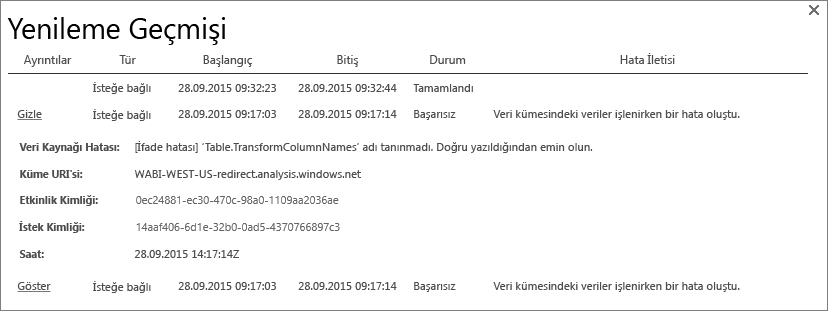 Yenileme Geçmişi
Ayrıntılar Tür Başlangıç Bitiş Durum Hata İletisi
İsteğe bağlı 28.09.2015 09:32:23 28.09.2015 09:32:44 Tamamlandı
Gizle İsteğe bağlı 28.09.2015 09:17:03 28.09.2015 09:17:14 Başarısız Veri kümesindeki veriler işlenirken bir hata oluştu.
Veri Kaynağı Hatası: [İfade hatası] ‘Table.TransformColumnNames’ adı tanınmadı. Doğru yazıldığından emin olun.
Küme URI'si: WABI-WEST-US-redirect.analysis.windows.net
Etkinlik Kimliği: 0ec24881-ec30-470c-98a0-1109aa2036ae
İstek Kimliği: 14aaf406-6d1e-32b0-0ad5-4370766897c3
Saat: 28.09.2015 14:17:14Z
Göster İsteğe bağlı 28.09.2015 09:17:03 28.09.2015 09:17:14 Başarısız Veri kümesindeki veriler işlenirken bir hata oluştu.